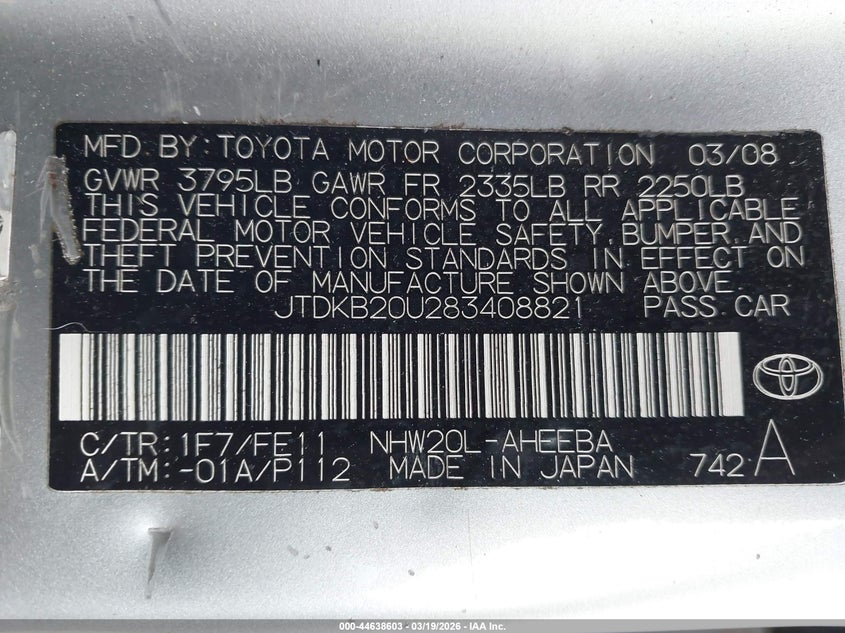 MFD BY: TOYOTA MOTOR CORPORATION 03/08
GVWR 3795LB GAWR FR 2335LB RR 2250LB
THIS VEHICLE CONFORMS TO ALL APPLICABLE
FEDERAL MOTOR VEHICLE SAFETY, BUMPER, AND
THEFT PREVENTION STANDARDS IN EFFECT ON
THE DATE OF MANUFACTURE SHOWN ABOVE.
JTDKB20U283408821 PASS CAR
C/TR: 1F7/FE11 NHW20L-AHEEBA
A/TM: -01A/P112 MADE IN JAPAN 742 A
000-44638603 - 03/19/2026 - IAA Inc.